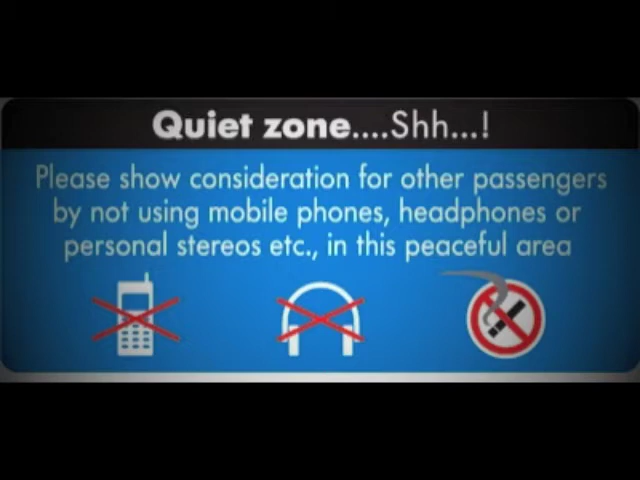 Quiet zone....Shh...!
Please show consideration for other passengers
by not using mobile phones, headphones or
personal stereos etc., in this peaceful area